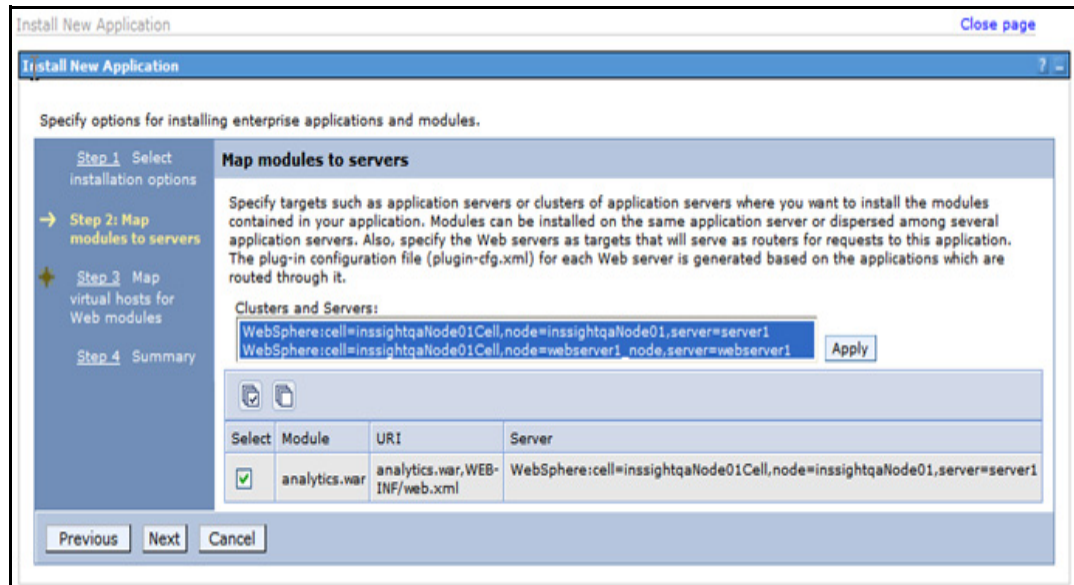 Install New Application
Close page
Install New Application
? –
Specify options for installing enterprise applications and modules.
Step 1 Select
installation options
Step 2: Map
modules to servers
Step 3 Map
virtual hosts for
Web modules
Step 4 Summary
Map modules to servers
Specify targets such as application servers or clusters of application servers where you want to install the modules
contained in your application. Modules can be installed on the same application server or dispersed among several
application servers. Also, specify the Web servers as targets that will serve as routers for requests to this application.
The plug-in configuration file (plugin-cfg.xml) for each Web server is generated based on the applications which are
routed through it.
Clusters and Servers:
WebSphere:cell=inssightqaNode01Cell,node=inssightqaNode01,server=server1
WebSphere:cell=inssightqaNode01Cell,node=webserver1_node,server=webserver1
Apply
Select Module URI Server
analytics.war analytics.war,WEB-
INF/web.xml WebSphere:cell=inssightqaNode01Cell,node=inssightqaNode01,server=server1
Previous Next Cancel